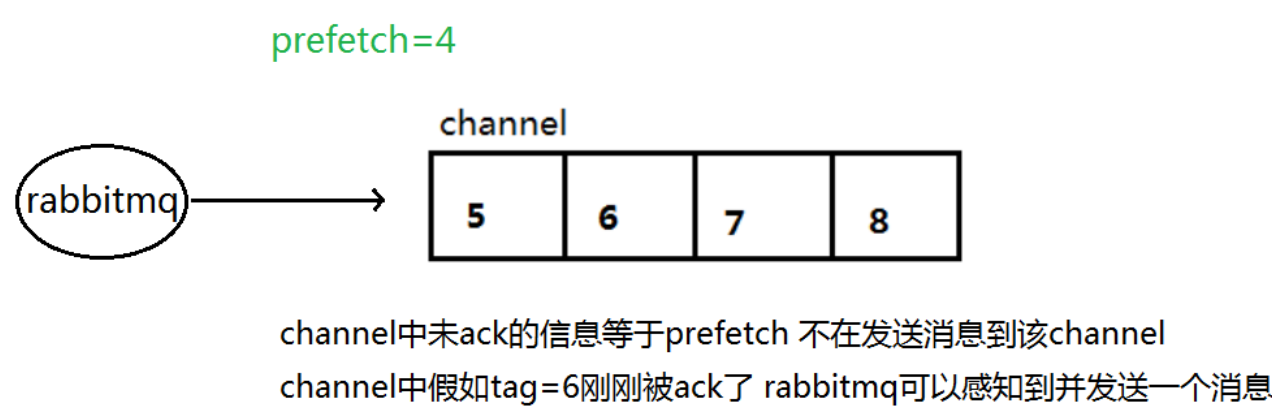 prefetch=4
channel
rabbitmq
5 6 7 8
channel中未ack的信息等于prefetch 不在发送消息到该channel
channel中假如tag=6刚刚被ack了 rabbitmq可以感知到并发送一个消息